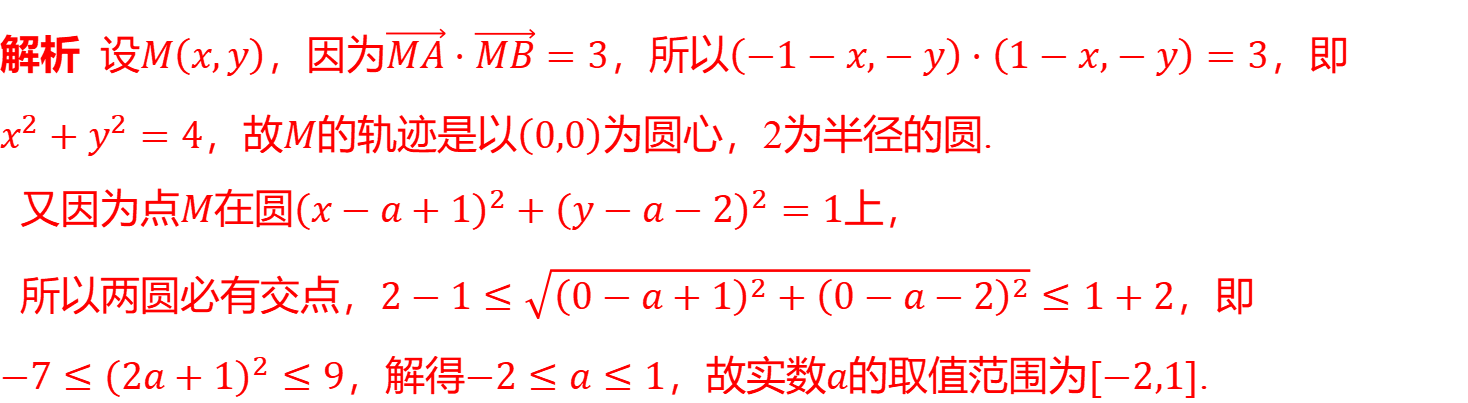 解析 设M(x,y)，因为\overrightarrow{MA}·\overrightarrow{MB}=3，所以(−1−x,−y)·(1−x,−y)=3，即
x²+y²=4，故M的轨迹是以(0,0)为圆心，2为半径的圆.
又因为点M在圆(x−a+1)²+(y−a−2)²=1上，
所以两圆必有交点，2−1≤√((0−a+1)²+(0−a−2)²)≤1+2，即
−7≤(2a+1)²≤9，解得−2≤a≤1，故实数a的取值范围为[−2,1].